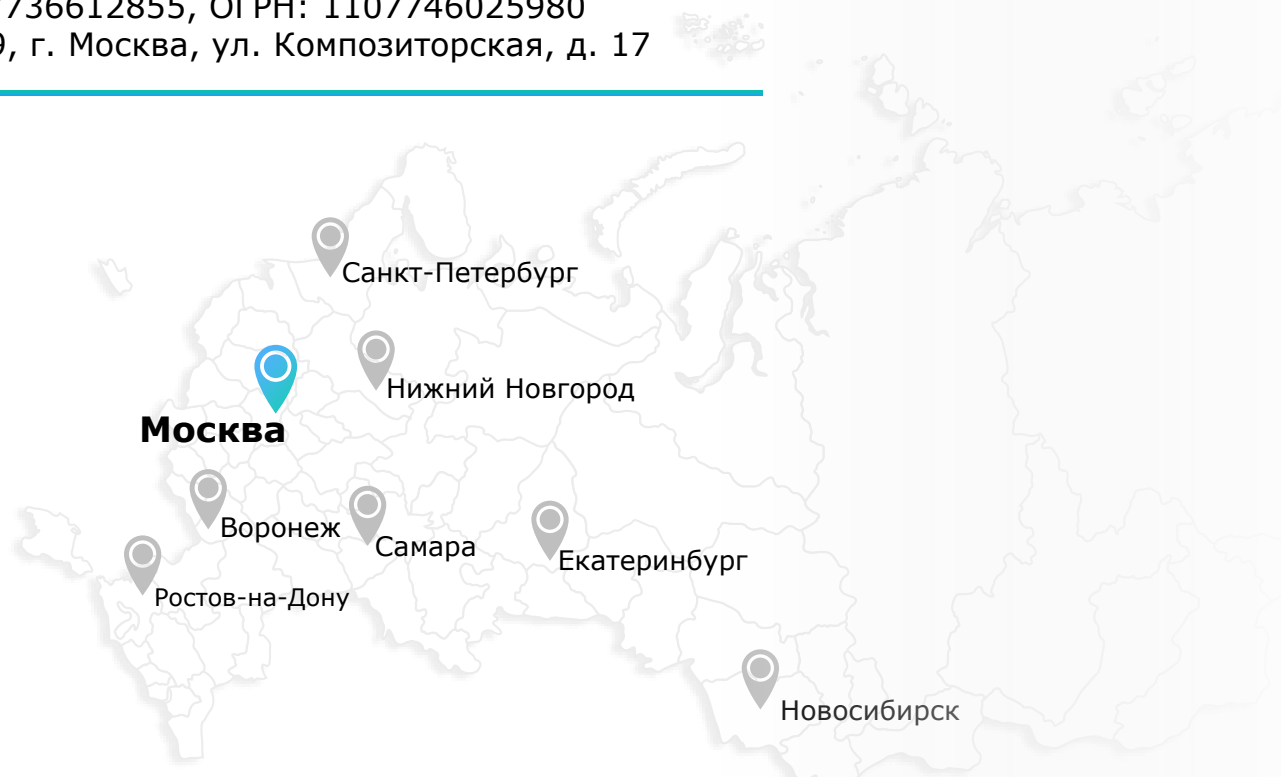 7736612855, ОГРН: 1107746025980
9, г. Москва, ул. Композиторская, д. 17
Санкт-Петербург
Нижний Новгород
Москва
Воронеж
Самара
Екатеринбург
Ростов-на-Дону
Новосибирск